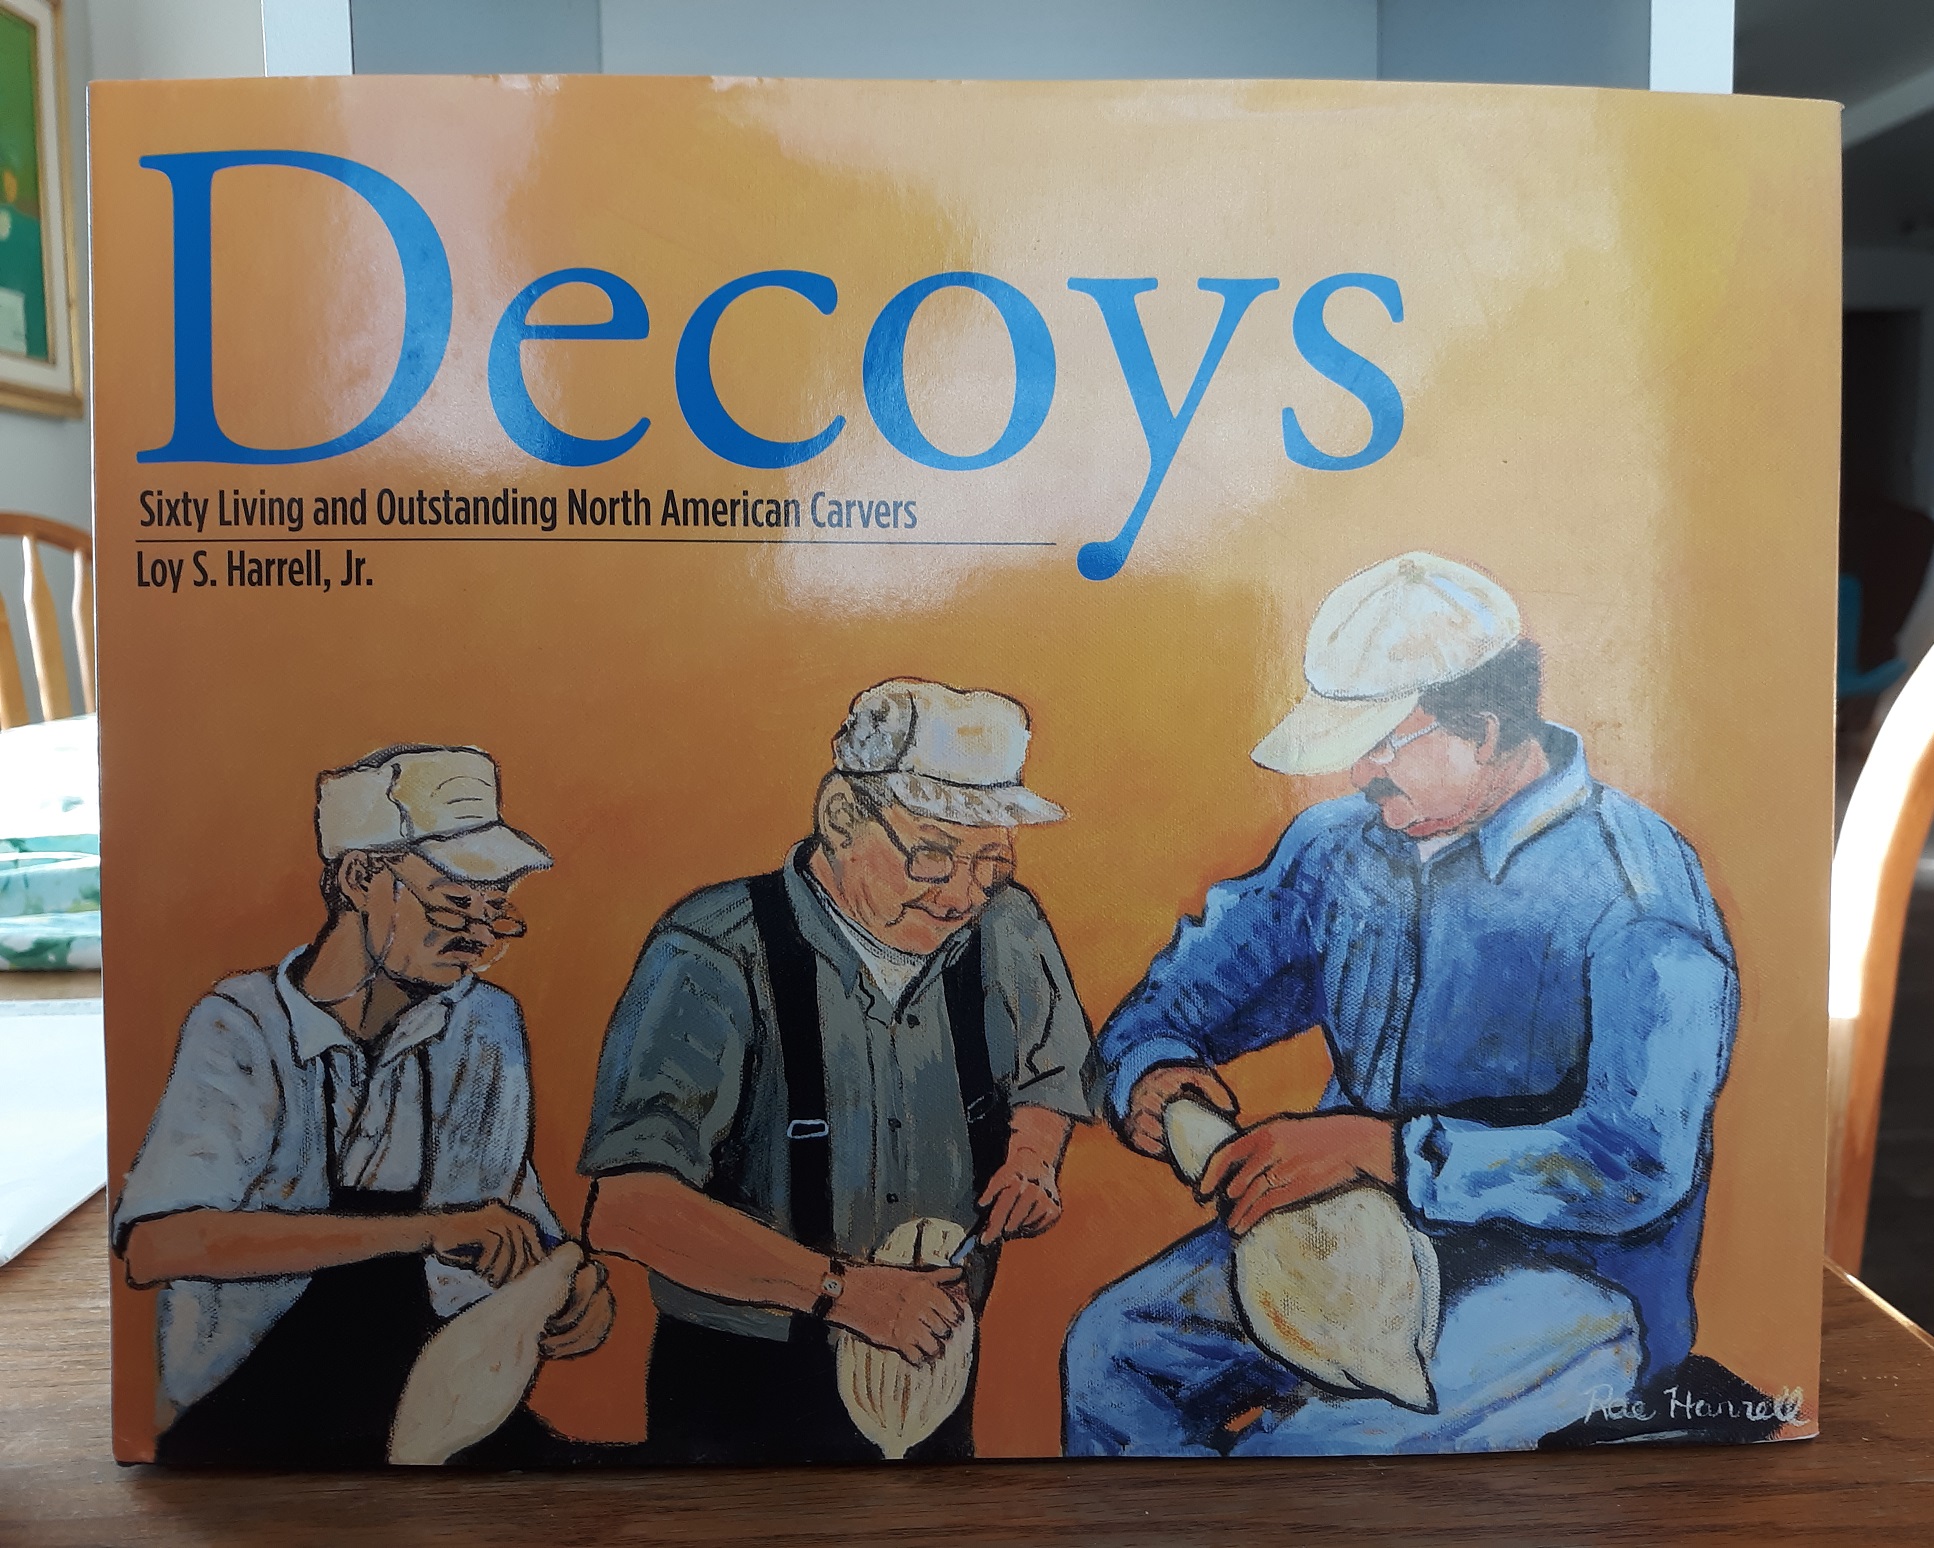 Decoys
Sixty Living and Outstanding North American Carvers
Loy S. Harrell, Jr.
Rae Harrell